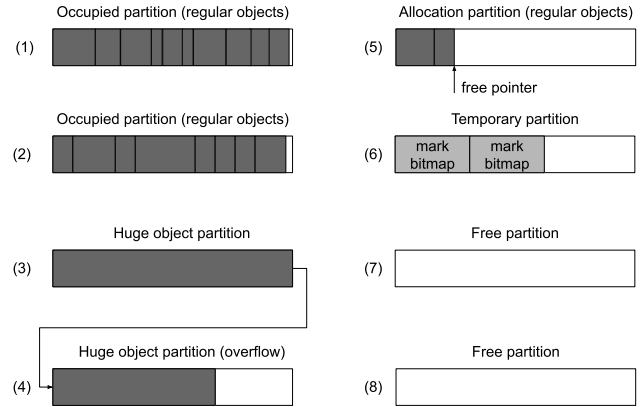 Occupied partition (regular objects)
(1)
Occupied partition (regular objects)
(2)
Huge object partition
(3)
Huge object partition (overflow)
(4)
Allocation partition (regular objects)
(5)
free pointer
Temporary partition
(6)
mark
bitmap
mark
bitmap
Free partition
(7)
Free partition
(8)